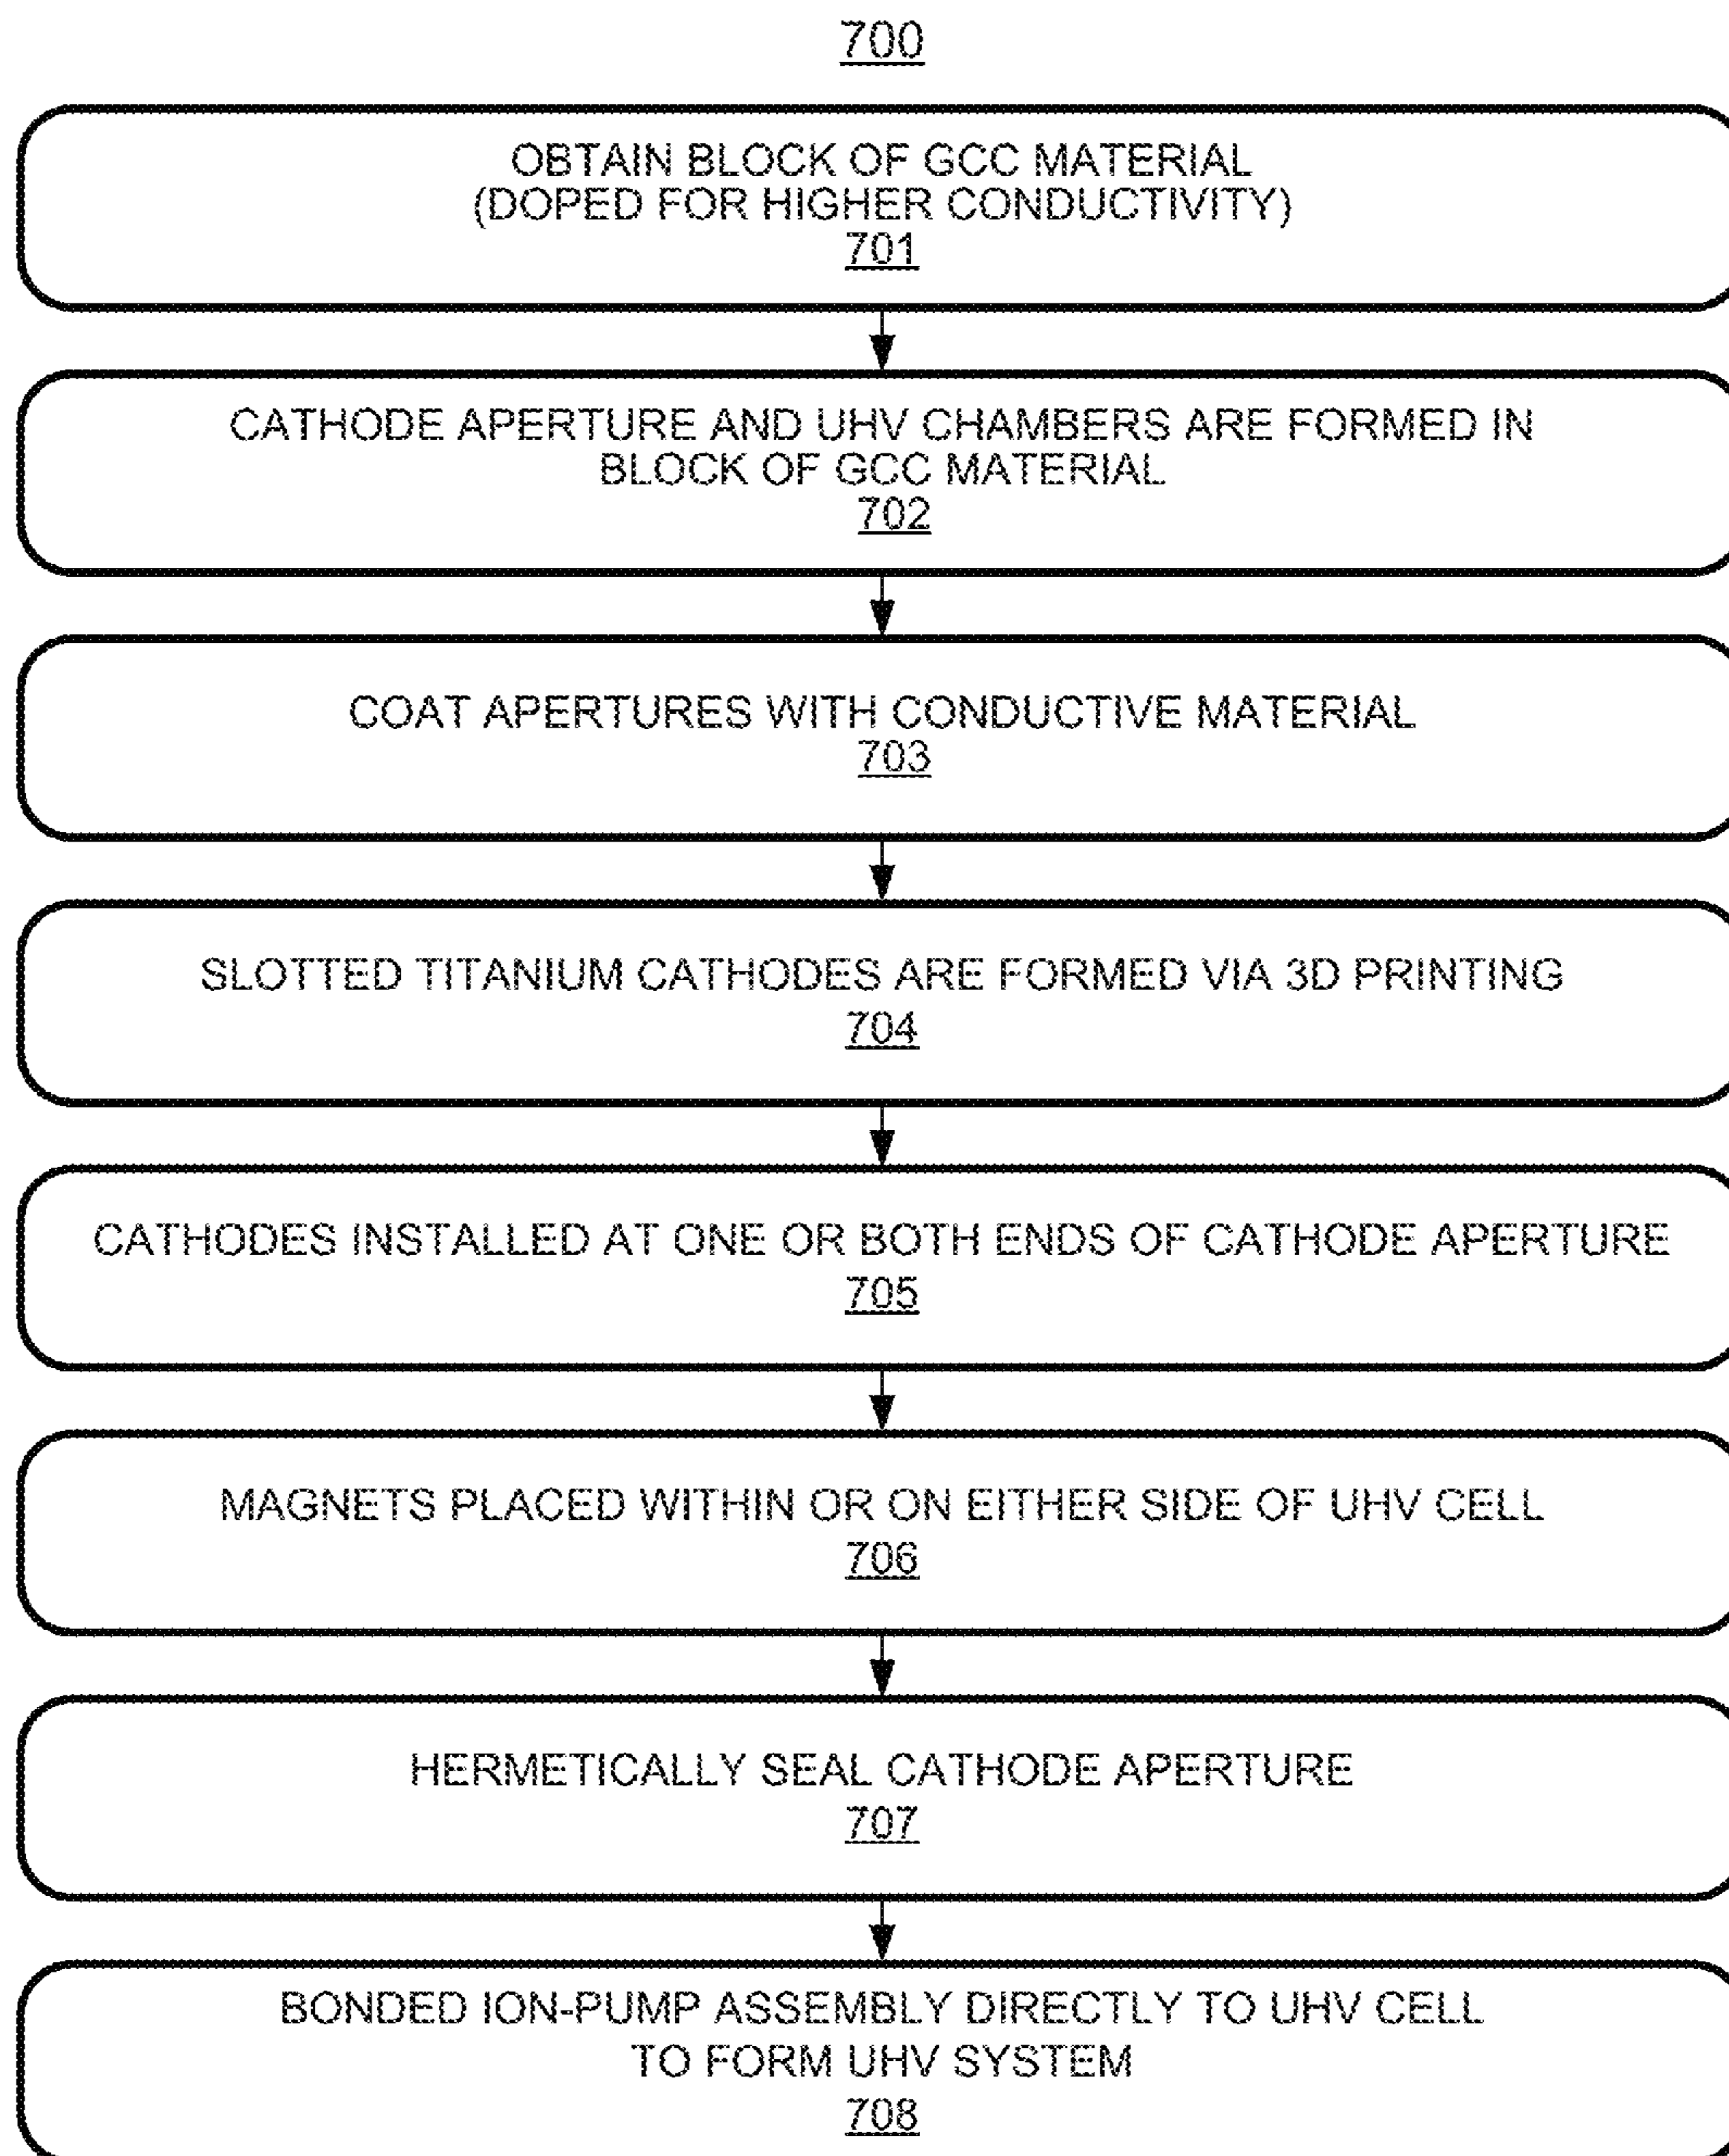 700
OBTAIN BLOCK OF GCC MATERIAL
(DOPED FOR HIGHER CONDUCTIVITY)
701
CATHODE APERTURE AND UHV CHAMBERS ARE FORMED IN
BLOCK OF GCC MATERIAL
702
COAT APERTURES WITH CONDUCTIVE MATERIAL
703
SLOTTED TITANIUM CATHODES ARE FORMED VIA 3D PRINTING
704
CATHODES INSTALLED AT ONE OR BOTH ENDS OF CATHODE APERTURE
705
MAGNETS PLACED WITHIN OR ON EITHER SIDE OF UHV CELL
706
HERMETICALLY SEAL CATHODE APERTURE
707
BONDED ION-PUMP ASSEMBLY DIRECTLY TO UHV CELL
TO FORM UHV SYSTEM
708